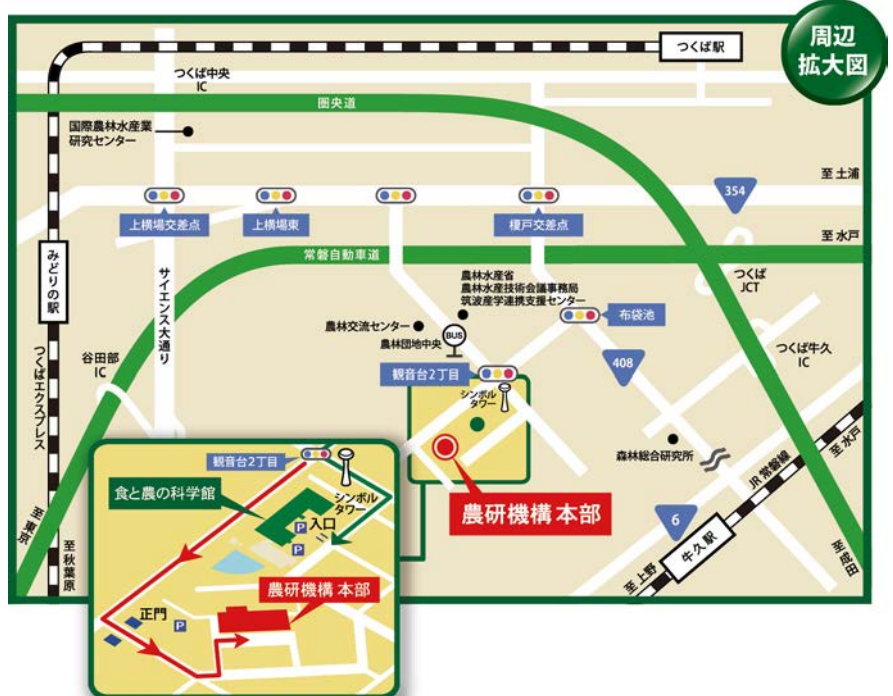 周辺
拡大図
つくば駅
つくば中央
IC
圏央道
国際農林水産業
研究センター
至 土浦
354
上横場交差点
上横場東
榎戸交差点
至 水戸
常磐自動車道
みどりの駅
サイエンス大通り
つくば
JCT
農林水産省
農林水産技術会議事務局
筑波産学連携支援センター
農林交流センター
BUS
農林団地中央
布袋池
つくば牛久
IC
谷田部
IC
つくばエクスプレス
観音台2丁目
408
シンボル
タワー
森林総合研究所
JR 常磐線
至 水戸
農研機構 本部
6
牛久駅
至 上野
至 成田
至 東京
至 秋葉原
観音台2丁目
食と農の科学館
シンボル
タワー
P
入口
P
農研機構 本部
正門
P